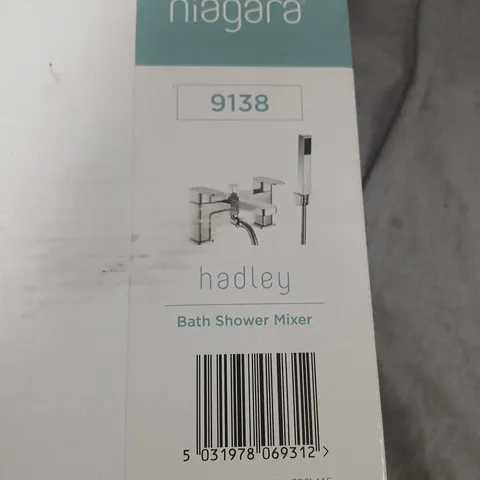 niagara®
9138
hadley
Bath Shower Mixer
5 031978 069312 >